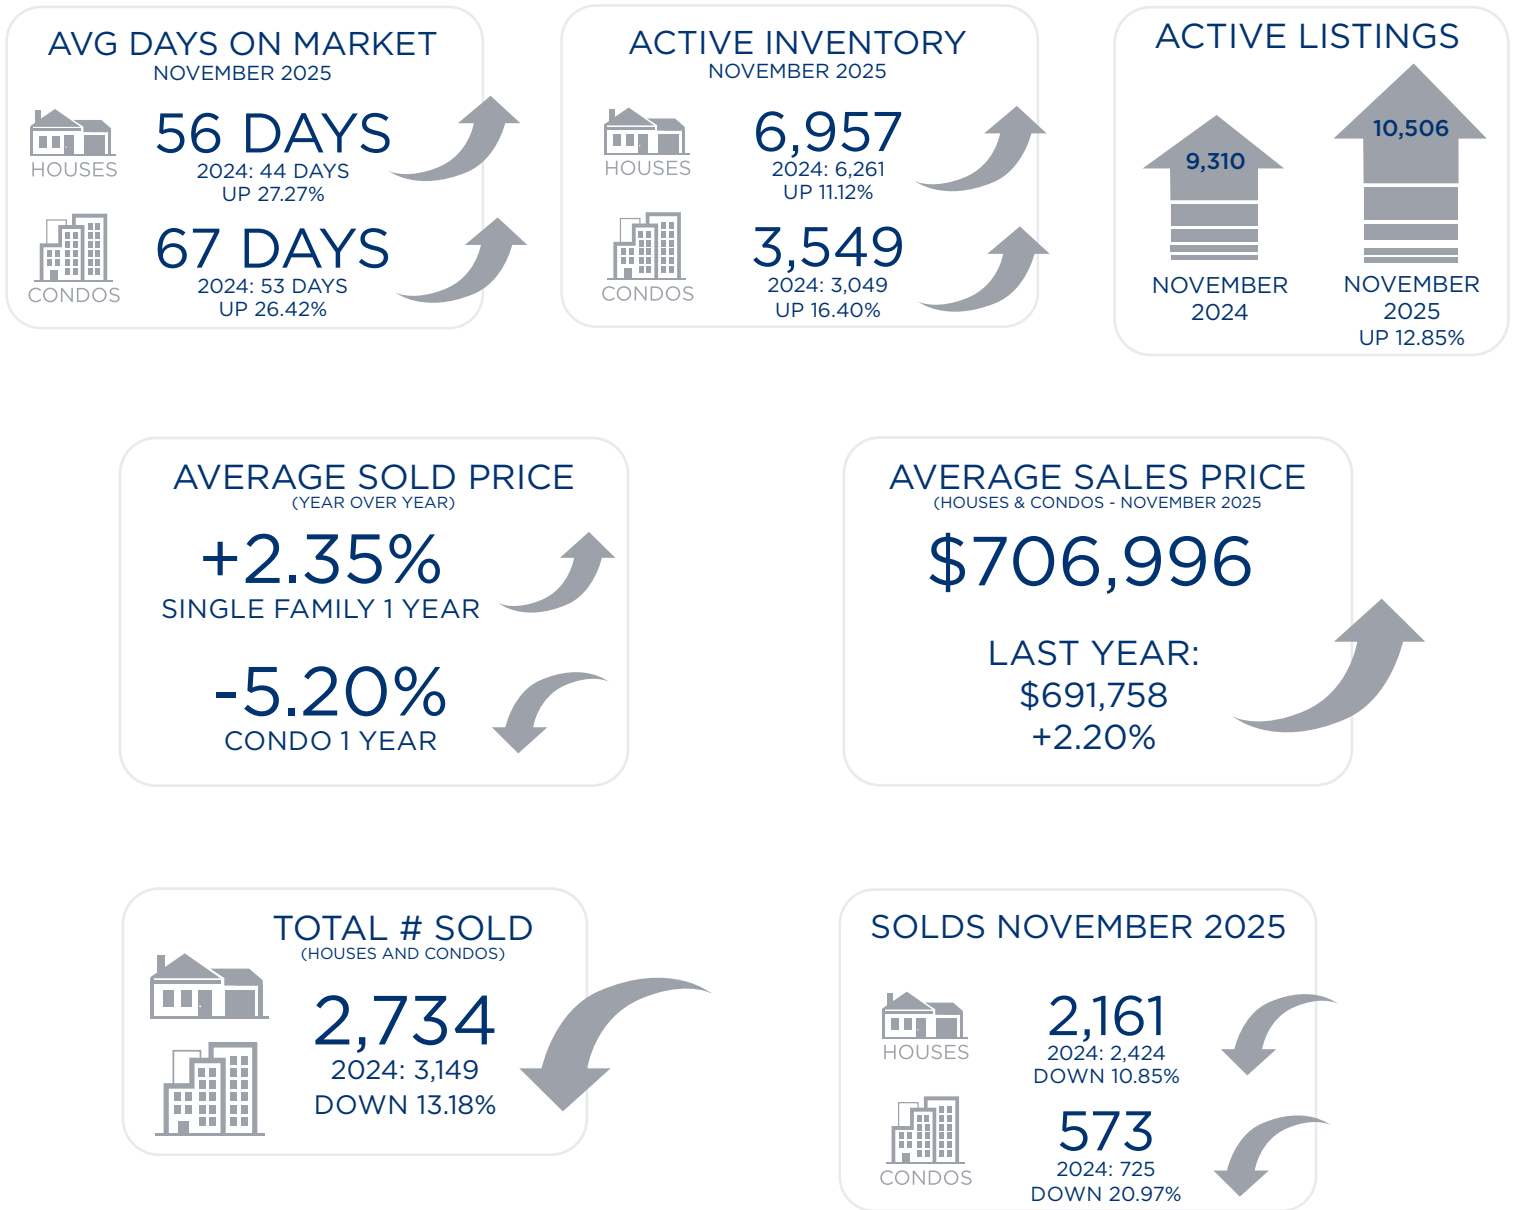 AVG DAYS ON MARKET
NOVEMBER 2025
HOUSES
56 DAYS
2024: 44 DAYS
UP 27.27%
CONDOS
67 DAYS
2024: 53 DAYS
UP 26.42%
ACTIVE INVENTORY
NOVEMBER 2025
HOUSES
6,957
2024: 6,261
UP 11.12%
CONDOS
3,549
2024: 3,049
UP 16.40%
ACTIVE LISTINGS
9,310
NOVEMBER
2024
10,506
NOVEMBER
2025
UP 12.85%
AVERAGE SOLD PRICE
(YEAR OVER YEAR)
+2.35%
SINGLE FAMILY 1 YEAR
-5.20%
CONDO 1 YEAR
AVERAGE SALES PRICE
(HOUSES & CONDOS - NOVEMBER 2025
$706,996
LAST YEAR:
$691,758
+2.20%
TOTAL # SOLD
(HOUSES AND CONDOS)
2,734
2024: 3,149
DOWN 13.18%
SOLDS NOVEMBER 2025
HOUSES
2,161
2024: 2,424
DOWN 10.85%
CONDOS
573
2024: 725
DOWN 20.97%